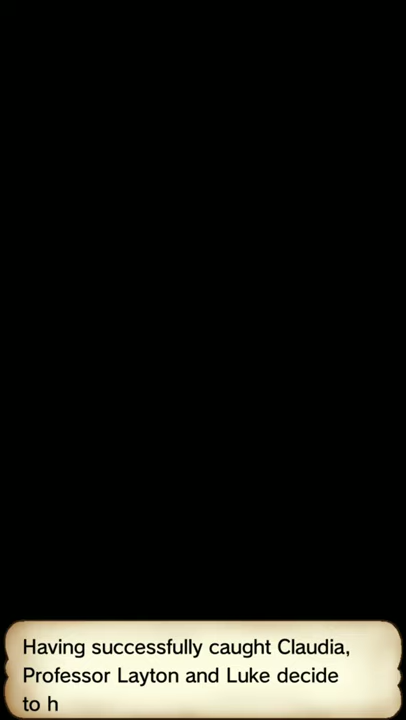 Having successfully caught Claudia,
Professor Layton and Luke decide
to h